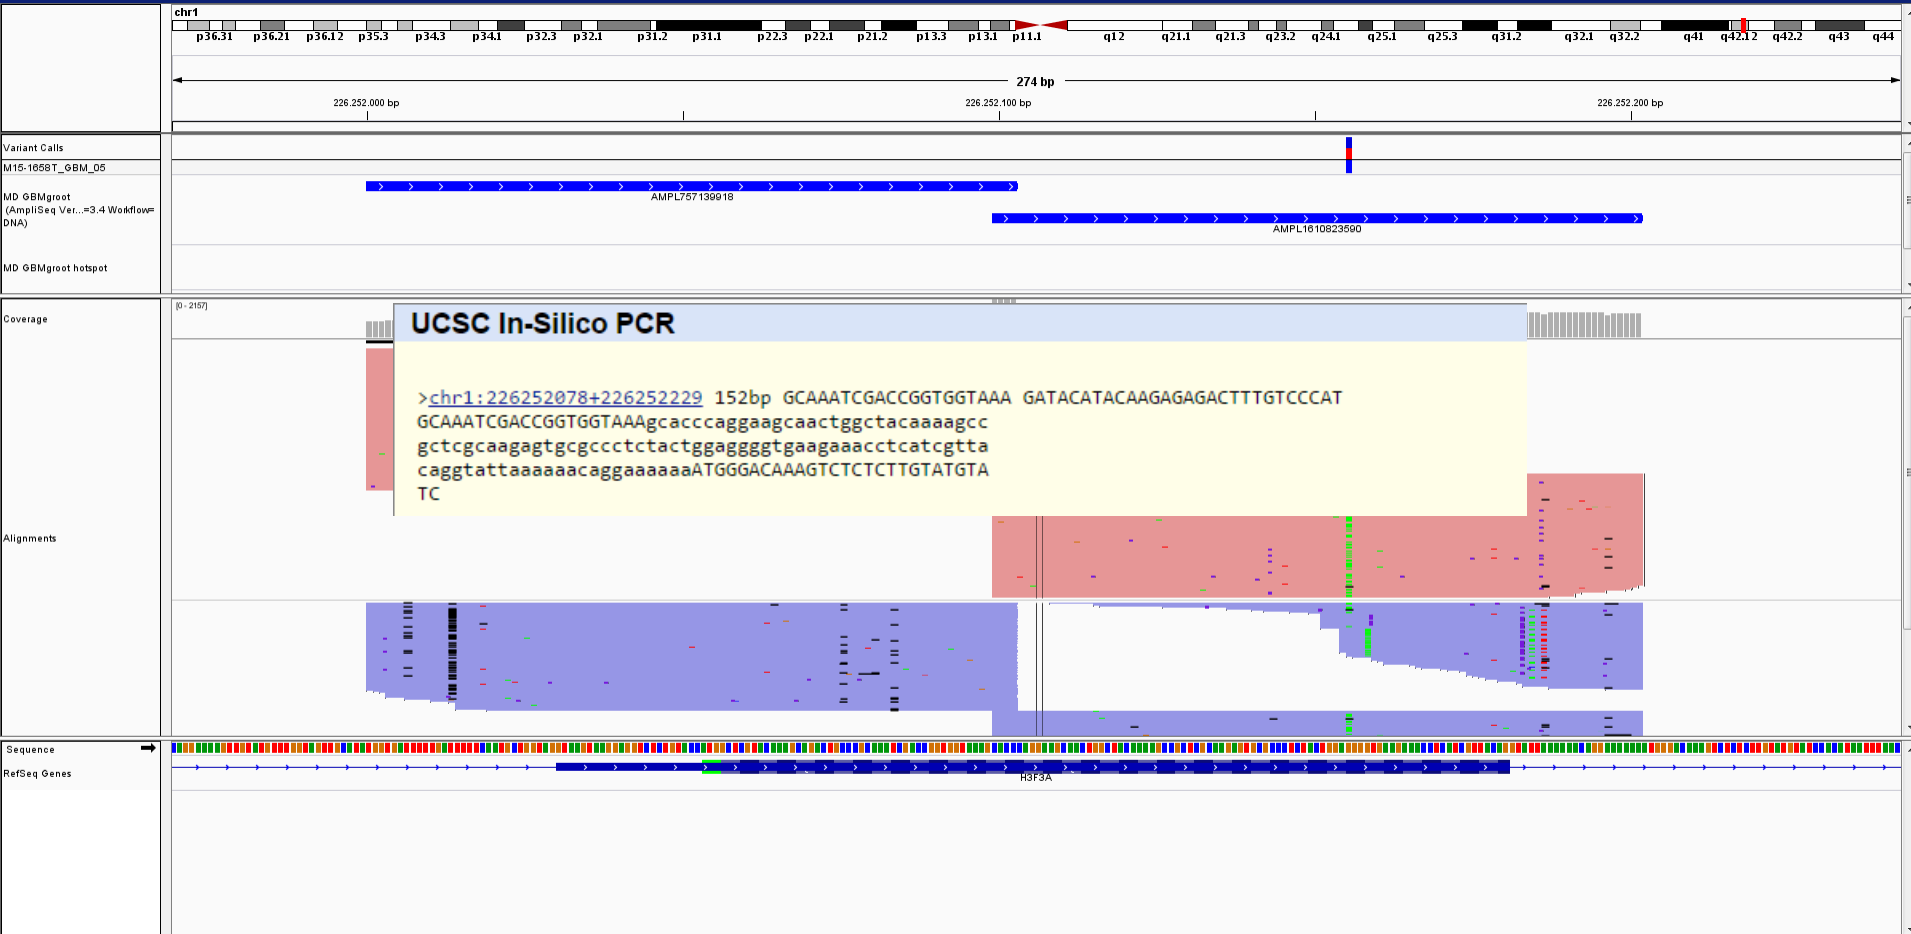 chr1
p36.31 p36.21 p36.12 p35.3 p34.3 p34.1 p32.3 p32.1 p31.2 p31.1 p22.3 p22.1 p21.2 p13.3 p13.1 p11.1 q12 q21.1 q21.3 q23.2 q24.1 q25.1 q25.3 q31.2 q32.1 q32.2 q41 q42.12 q42.2 q43 q44
274 bp
226.252.000 bp 226.252.100 bp 226.252.200 bp
Variant Calls
M15-1658T_GBM_05
MD GBMgroot
(AmpliSeq Ver...=3.4 Workflow=
DNA)
AMPL757139918
AMPL1610823590
MD GBMgroot hotspot
[0 - 2157]
Coverage
UCSC In-Silico PCR
>chr1:226252078+226252229 152bp GCAAATCGACCGGTGGTAAA GATACATACAAGAGAGACTTTGTCCCAT
GCAAATCGACCGGTGGTAAAgcacccaggaagcaactggctacaaaagcc
gctcgcaagagtgcgccctctactggaggggtgaagaaacctcatcgtta
caggtattaaaaaacaggaaaaaaATGGGACAAAGTCTCTCTTGTATGTA
TC
Alignments
Sequence
RefSeq Genes
H3F3A